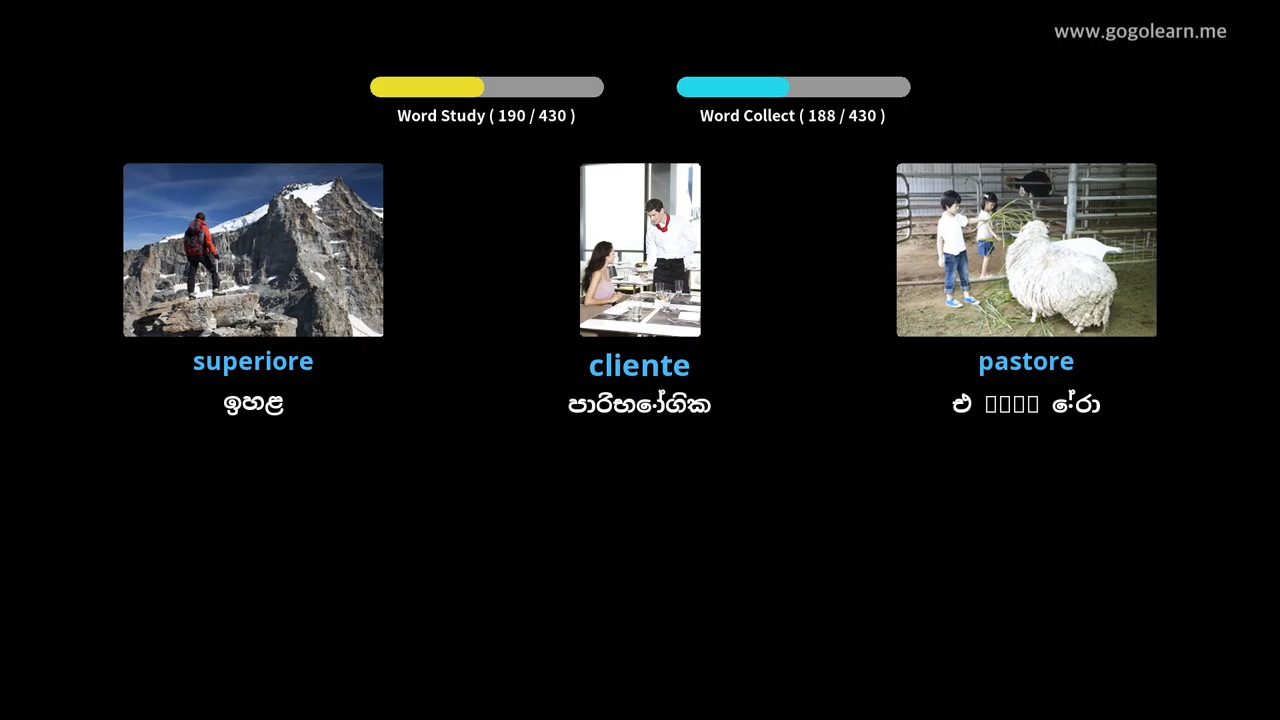 www.gogolearn.me
Word Study ( 190 / 430 )
Word Collect ( 188 / 430 )
superiore
cliente
pastore
ඉහළ
පාරිභෝගික